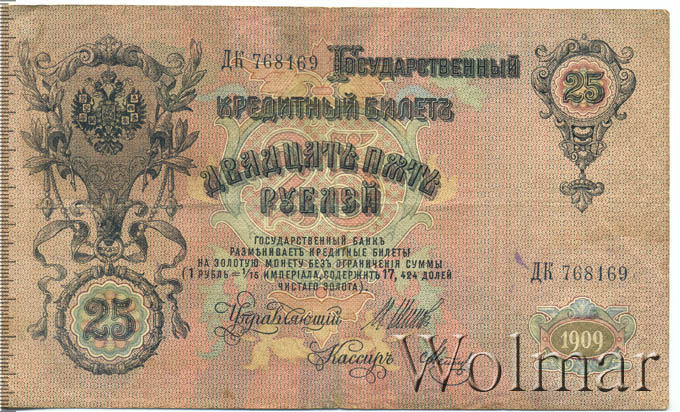 ДК 768169
Государственный
Кредитный Билетъ
Двадцать пять
рублей
25
25
Государственный банкъ
размѣниваетъ кредитные билеты
на золотую монету безъ ограниченія суммы
(1 рубль = 1/15 имперіала, содержитъ 17,424 долей
чистаго золота).
ДК 768169
25
Управляющій
Кассиръ
1909
Wolmar